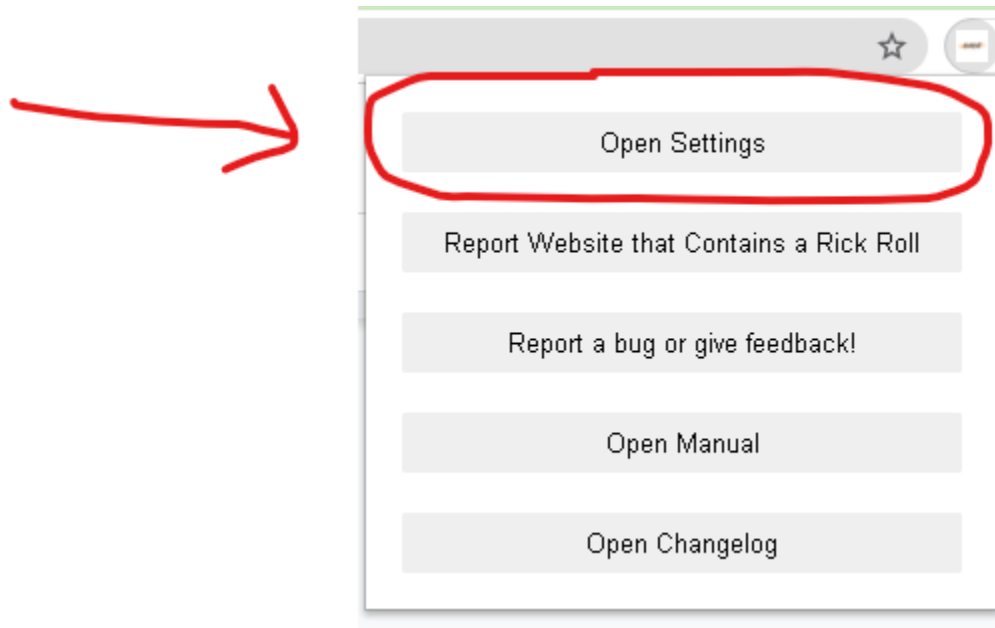 Open Settings
Report Website that Contains a Rick Roll
Report a bug or give feedback!
Open Manual
Open Changelog